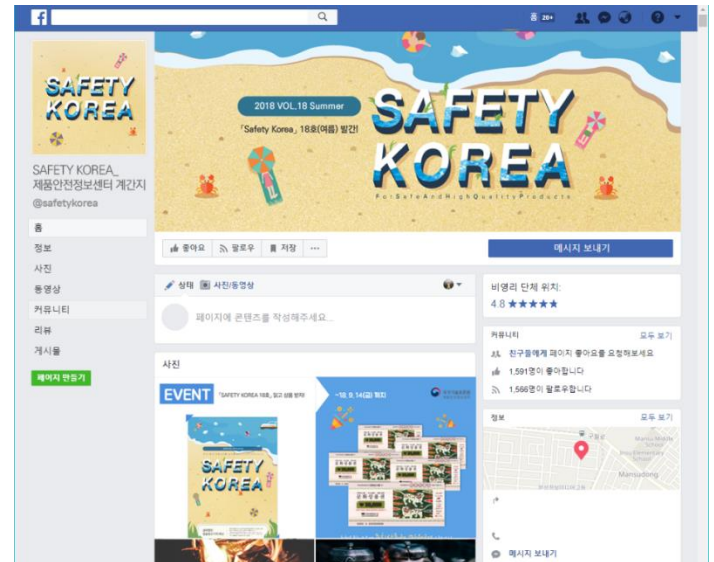 홈 20+
SAFETY
KOREA
2018 VOL.18 Summer
「Safety Korea」 18호(여름) 발간!
SAFETY
KOREA
ForSafeAndHighQualityProducts
SAFETY KOREA_
제품안전정보센터 계간지
@safetykorea
홈
정보
사진
동영상
커뮤니티
리뷰
게시물
페이지 만들기
좋아요
팔로우
저장
메시지 보내기
상태
사진/동영상
페이지에 콘텐츠를 작성해주세요...
사진
EVENT
「SAFETY KOREA 18호」 읽고 상품 받자!
~18. 9. 14(금) 까지
SAFETY
KOREA
비영리 단체 위치:
4.8 ★★★★★
커뮤니티
모두 보기
친구들에게 페이지 좋아요를 요청해보세요
1,591명이 좋아합니다
1,566명이 팔로우합니다
정보
모두 보기
Mansu Middle
School
Elementary
School
Mansudong
메시지 보내기